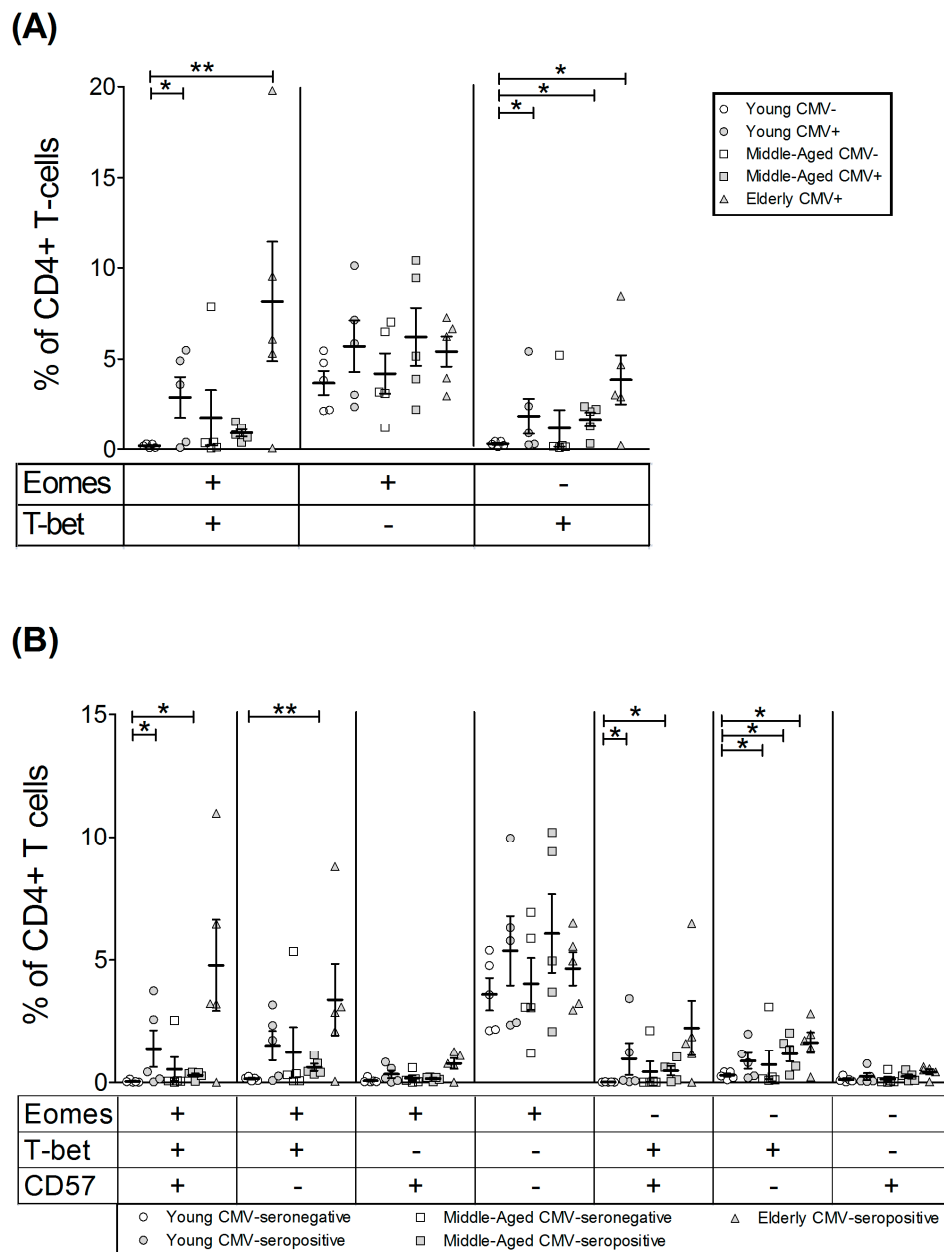 (A)
**
*
*
*
*
20
15
10
5
0
% of CD4+ T-cells
Young CMV-
Young CMV+
Middle-Aged CMV-
Middle-Aged CMV+
Elderly CMV+
Eomes + + -
T-bet + - +
(B)
*
*
**
*
*
*
*
*
15
10
5
0
% of CD4+ T cells
Eomes + + + + - - -
T-bet + + - - + + -
CD57 + - + - + - +
Young CMV-seronegative Middle-Aged CMV-seronegative Elderly CMV-seropositive
Young CMV-seropositive Middle-Aged CMV-seropositive